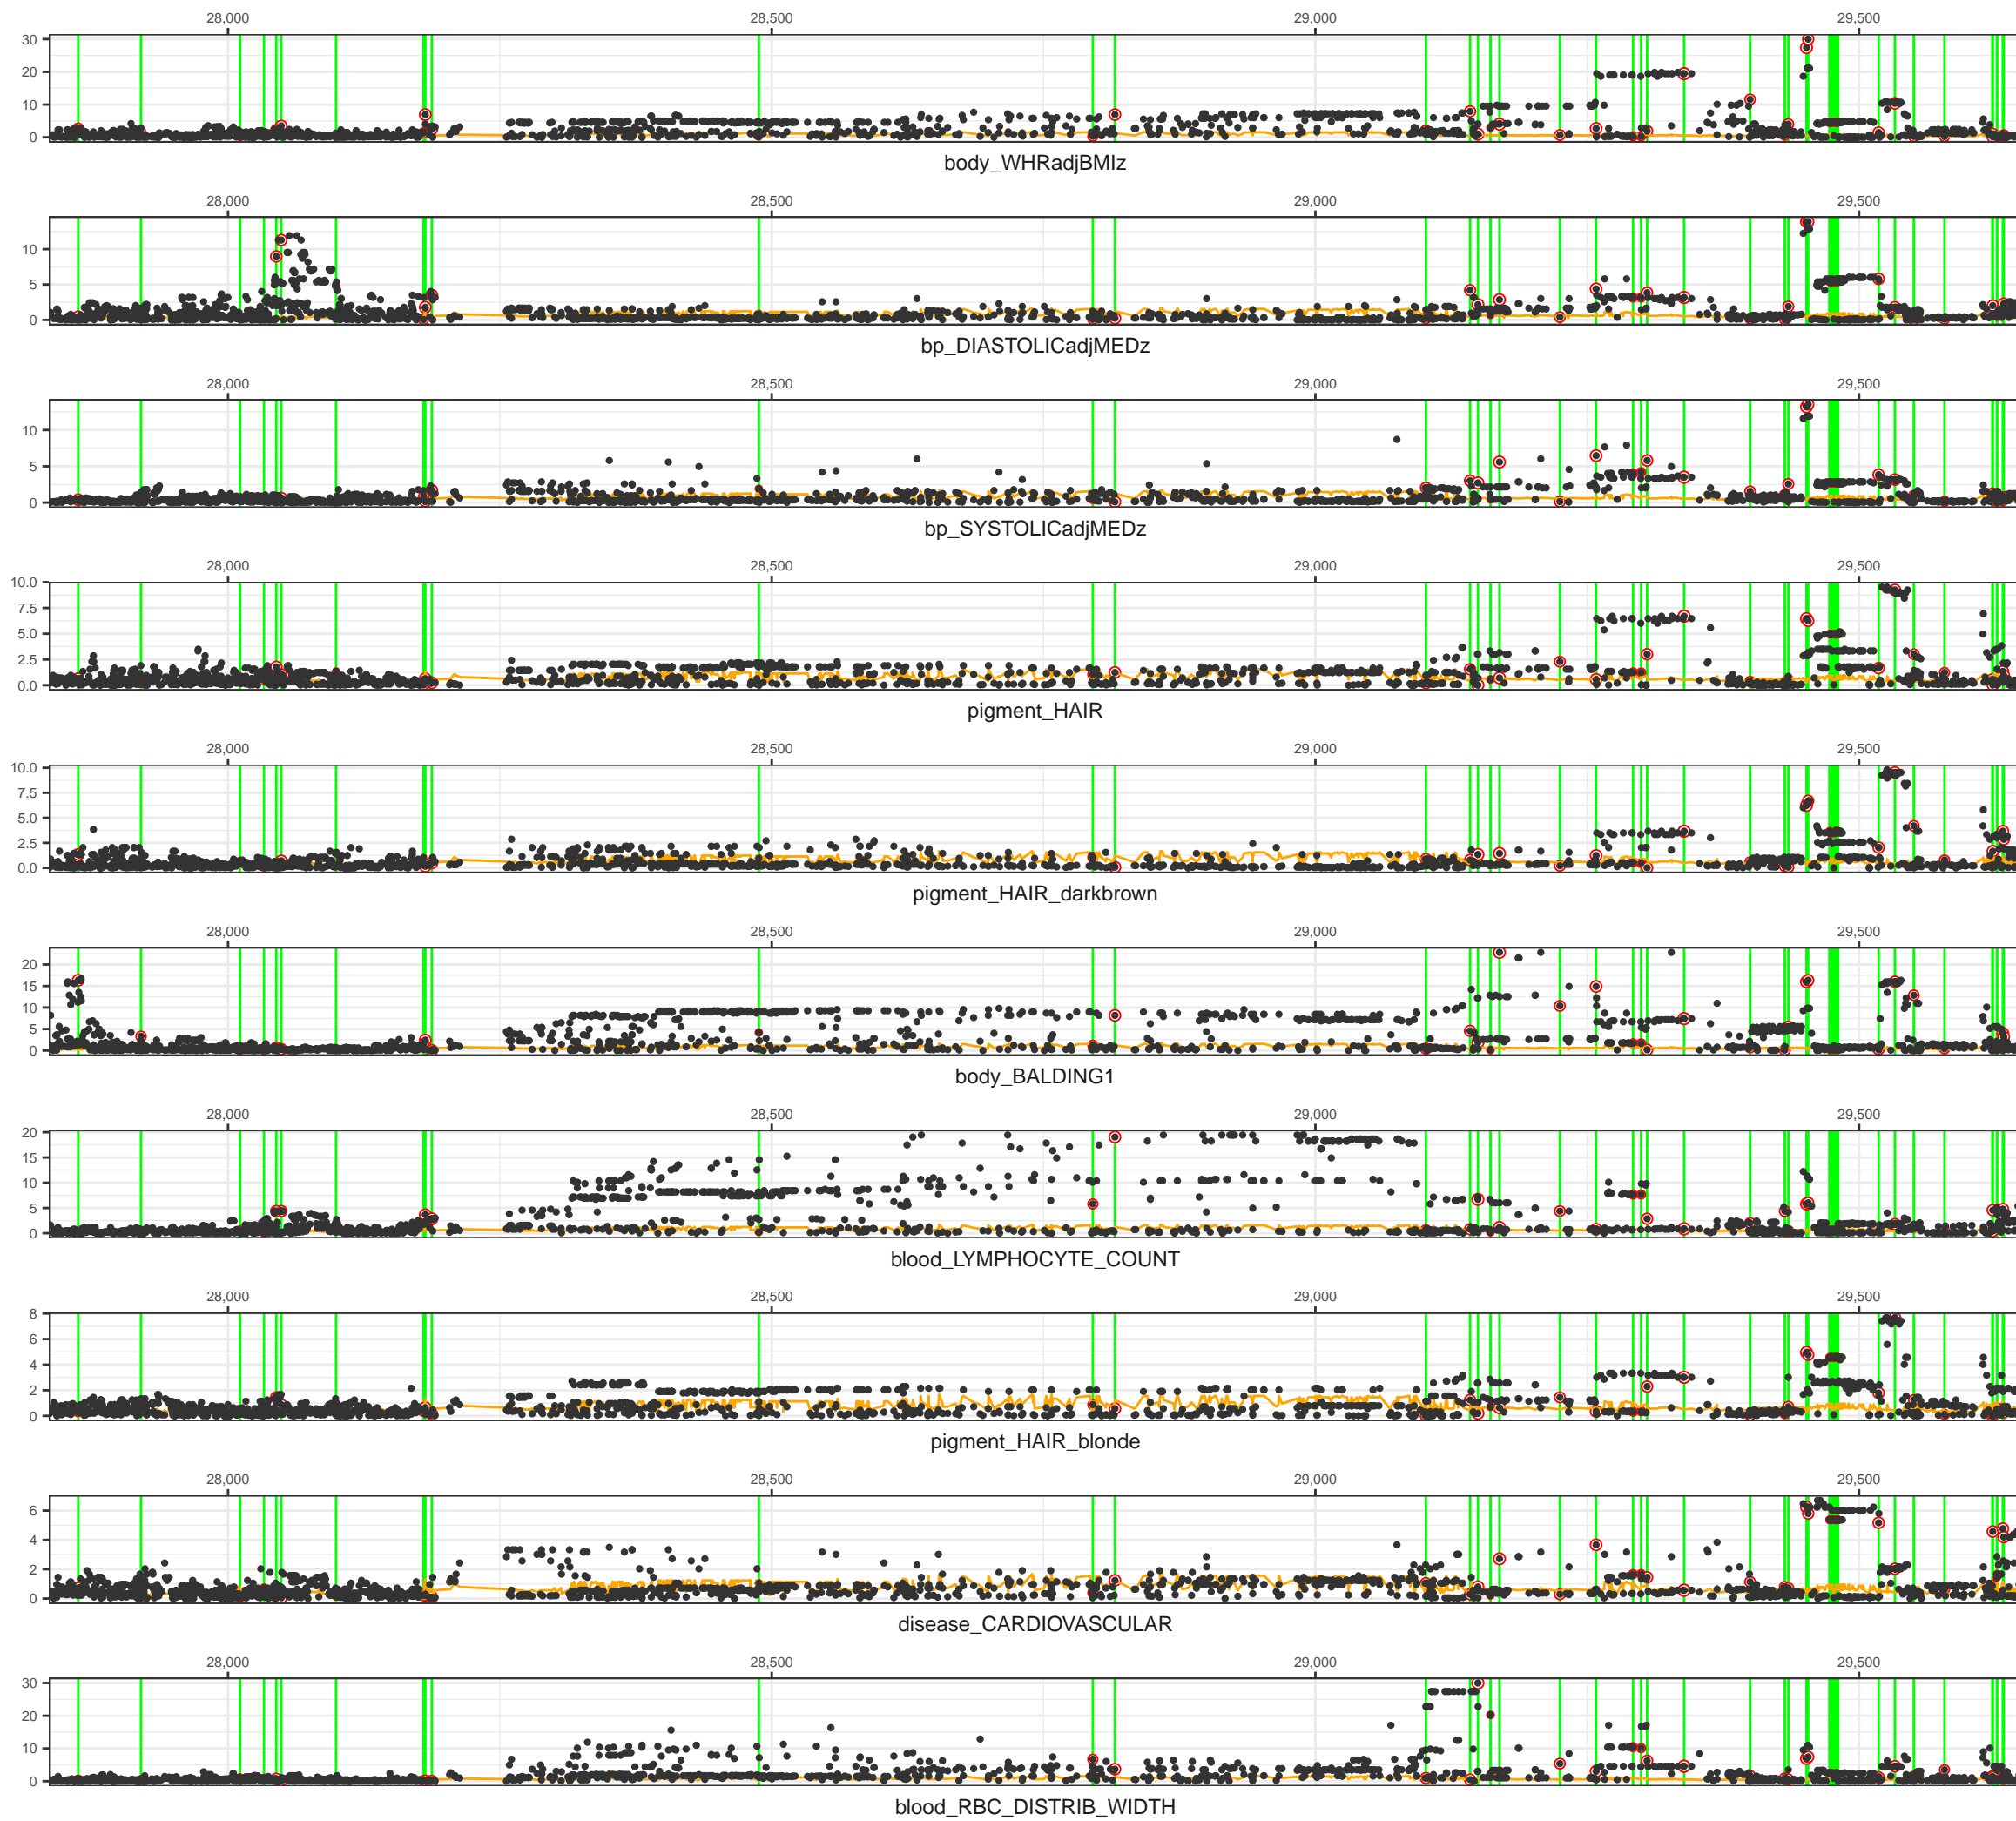 28,000 28,500 29,000 29,500
30
20
10
0
body_WHRadjBMIz
28,000 28,500 29,000 29,500
10
5
0
bp_DIASTOLICadjMEDz
28,000 28,500 29,000 29,500
10
5
0
bp_SYSTOLICadjMEDz
28,000 28,500 29,000 29,500
10.0
7.5
5.0
2.5
0.0
pigment_HAIR
28,000 28,500 29,000 29,500
10.0
7.5
5.0
2.5
0.0
pigment_HAIR_darkbrown
28,000 28,500 29,000 29,500
20
15
10
5
0
body_BALDING1
28,000 28,500 29,000 29,500
20
15
10
5
0
blood_LYMPHOCYTE_COUNT
28,000 28,500 29,000 29,500
8
6
4
2
0
pigment_HAIR_blonde
28,000 28,500 29,000 29,500
6
4
2
0
disease_CARDIOVASCULAR
28,000 28,500 29,000 29,500
30
20
10
0
blood_RBC_DISTRIB_WIDTH